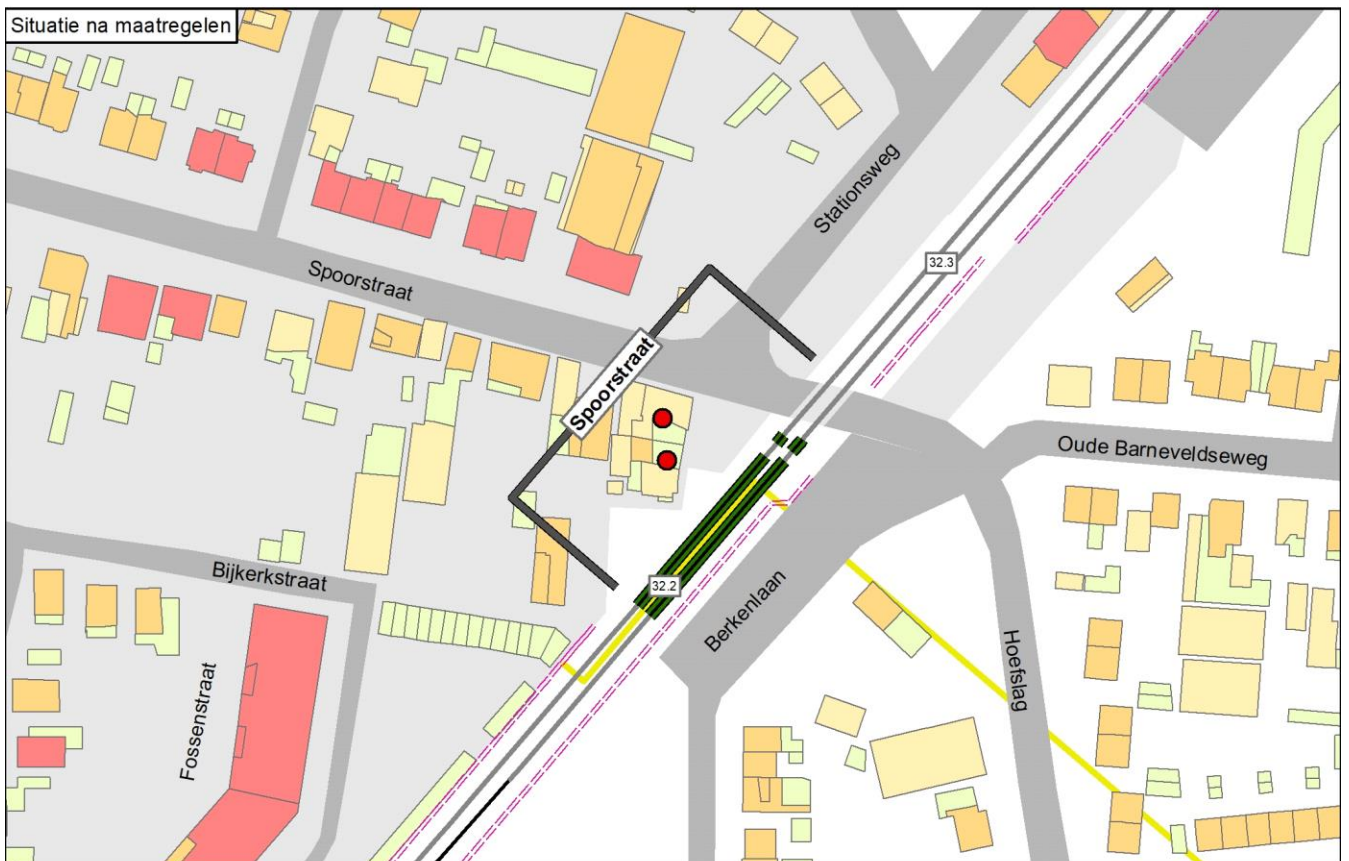 Situatie na maatregelen
Stationsweg
32.3
Spoorstraat
Spoorstraat
Oude Barneveldseweg
Bijkerkstraat
32.2
Berkenlaan
Hoefslag
Fossenstraat